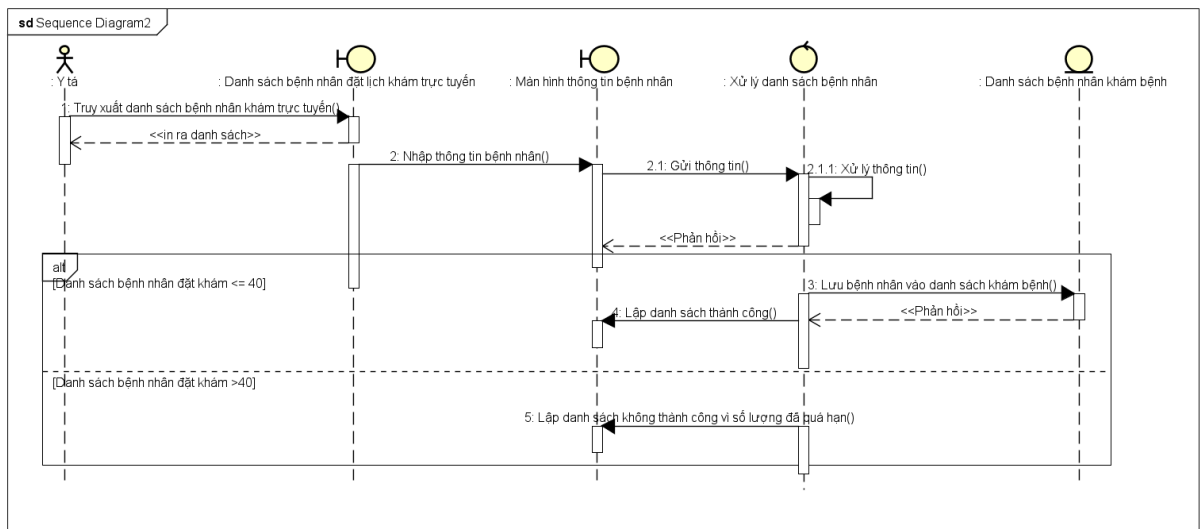 sd Sequence Diagram2
: Y tá
: Danh sách bệnh nhân đặt lịch khám trực tuyến
: Màn hình thông tin bệnh nhân
: Xử lý danh sách bệnh nhân
: Danh sách bệnh nhân khám bệnh
1: Truy xuất danh sách bệnh nhân khám trực tuyến()
<<in ra danh sách>>
2: Nhập thông tin bệnh nhân()
2.1: Gửi thông tin()
2.1.1: Xử lý thông tin()
<<Phản hồi>>
alt
[Danh sách bệnh nhân đặt khám <= 40]
3: Lưu bệnh nhân vào danh sách khám bệnh()
<<Phản hồi>>
4: Lập danh sách thành công()
[Danh sách bệnh nhân đặt khám >40]
5: Lập danh sách không thành công vì số lượng đã quá hạn()